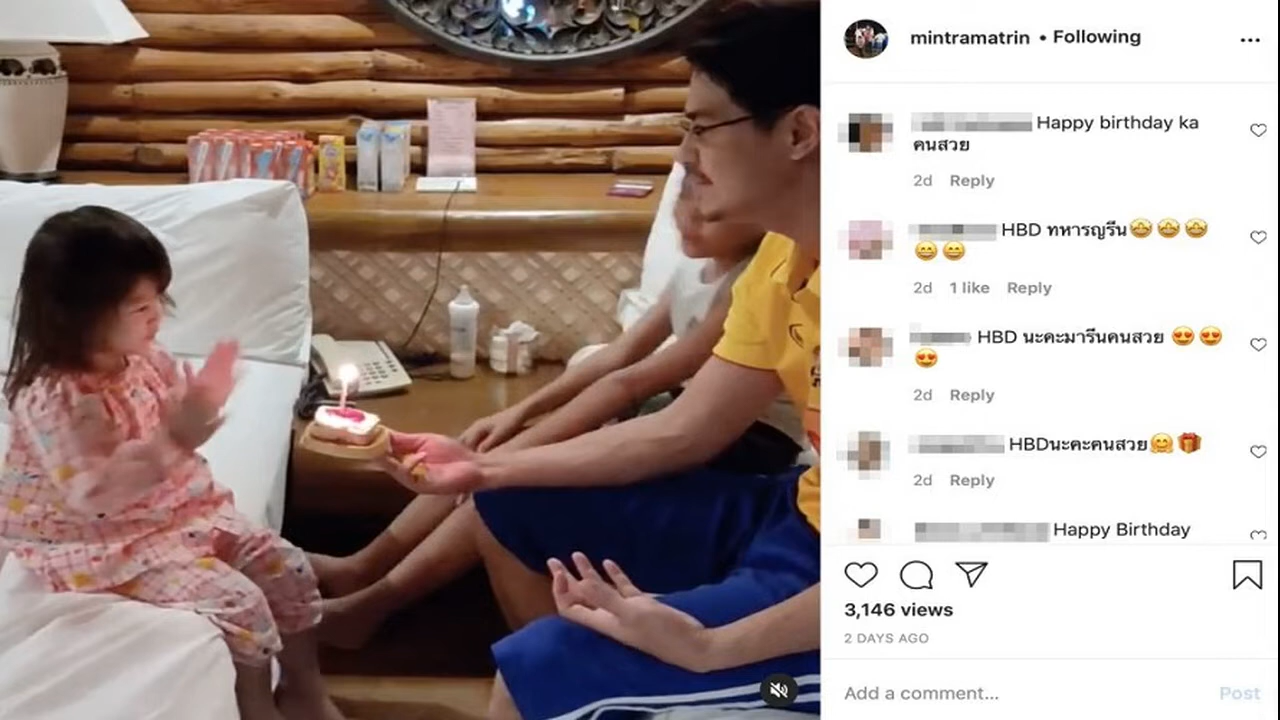 mintramatrin • Following
Happy birthday ka
คนสวย
2d Reply
HBD ทหารญรีน🤩🤩🤩
😄😄
2d 1 like Reply
HBD นะคะมารีนคนสวย 😍😍
😍
2d Reply
HBDนะคะคนสวย🤗🎁
2d Reply
Happy Birthday
3,146 views
2 DAYS AGO
Add a comment...
Post